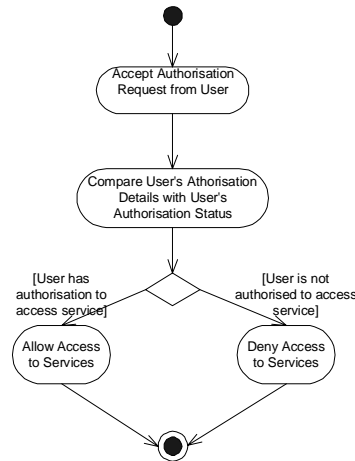 Accept Authorisation
Request from User
Compare User's Athorisation
Details with User's
Authorisation Status
[User has
authorisation to
access service]
[User is not
authorised to access
service]
Allow Access
to Services
Deny Access
to Services